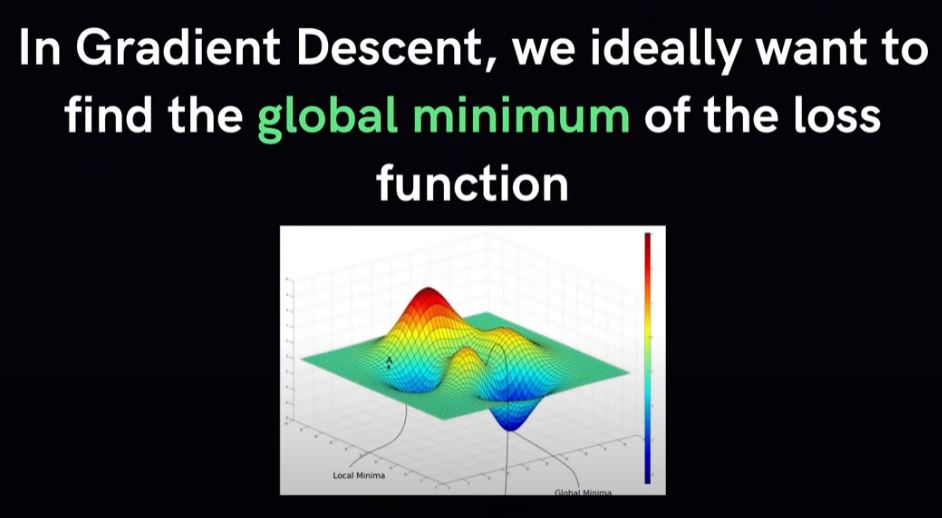 In Gradient Descent, we ideally want to
find the global minimum of the loss
function
A
Local Minima
Global Minima